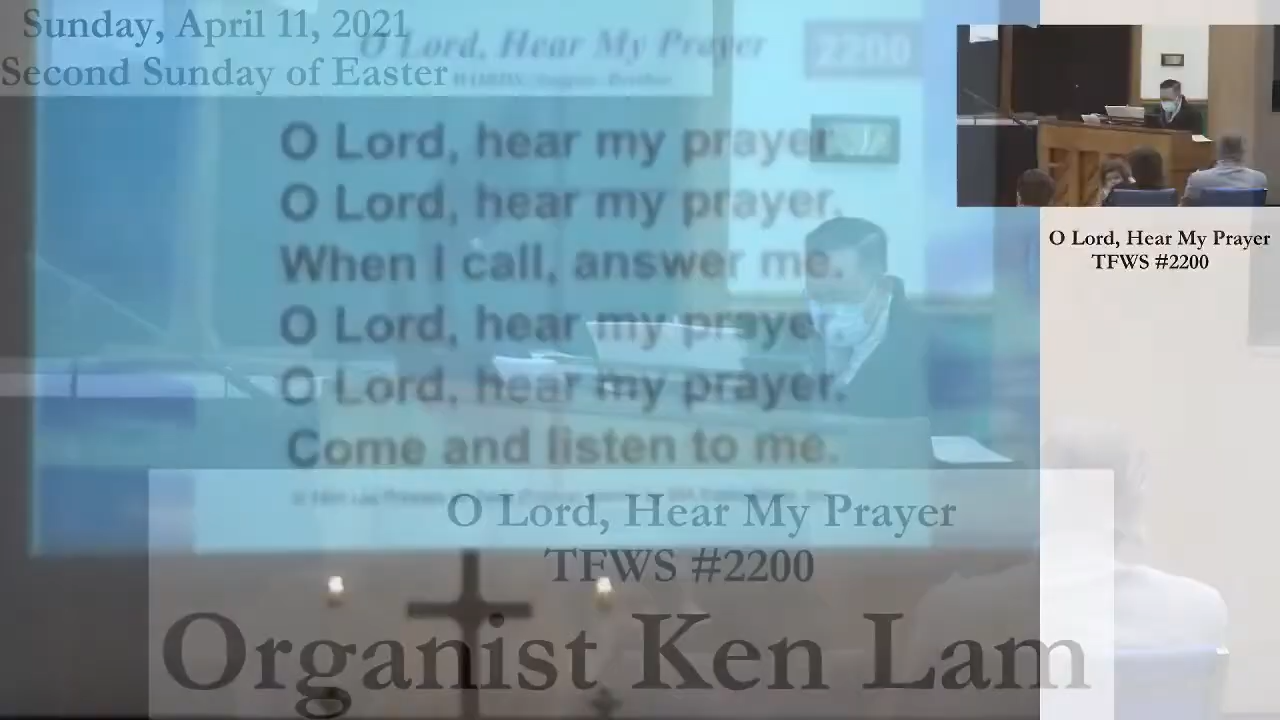 Sunday, April 11, 2021
Second Sunday of Easter
O Lord, Hear My Prayer
2200
O Lord, hear my prayer.
O Lord, hear my prayer.
When I call, answer me.
O Lord, hear my prayer.
O Lord, hear my prayer.
Come and listen to me.
O Lord, Hear My Prayer
TFWS #2200
O Lord, Hear My Prayer
TFWS #2200
Organist Ken Lam